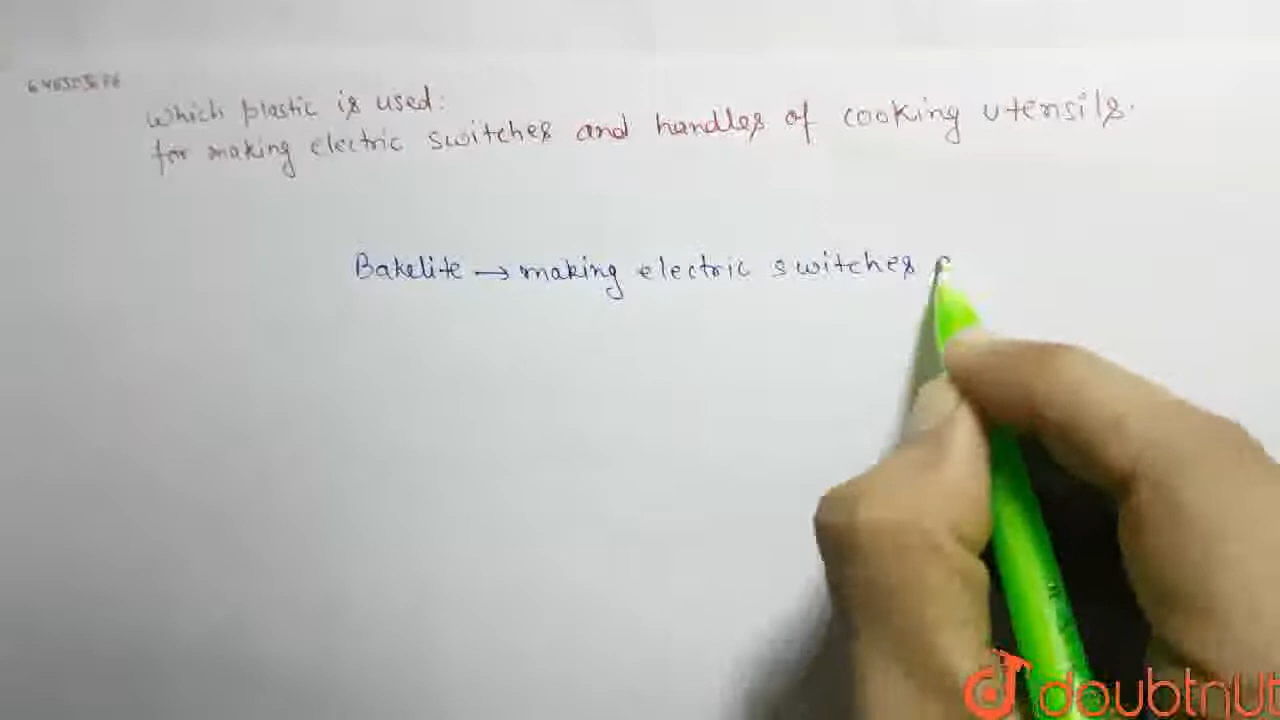 which plastic is used:
for making electric switches and handles of cooking utensils.
Bakelite → making electric switches
doubtnut